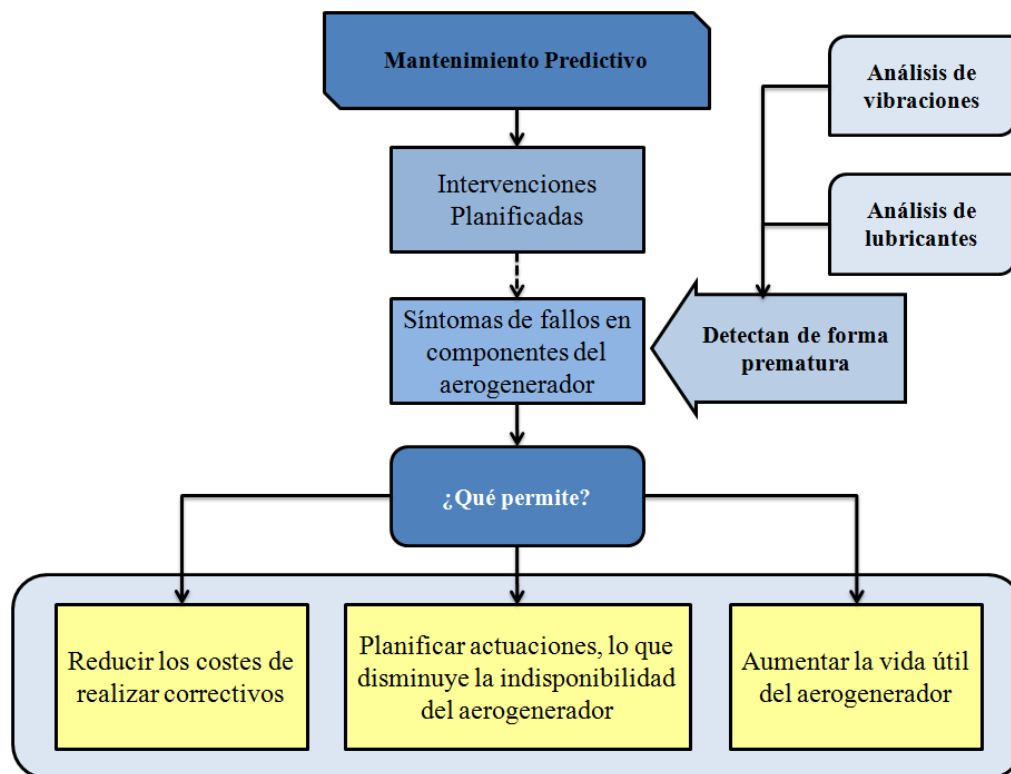 Mantenimiento Predictivo
Análisis de
vibraciones
Intervenciones
Planificadas
Análisis de
lubricantes
Síntomas de fallos en
componentes del
aerogenerador
Detectan de forma
prematura
¿Qué permite?
Reducir los costes de
realizar correctivos
Planificar actuaciones, lo que
disminuye la indisponibilidad
del aerogenerador
Aumentar la vida útil
del aerogenerador